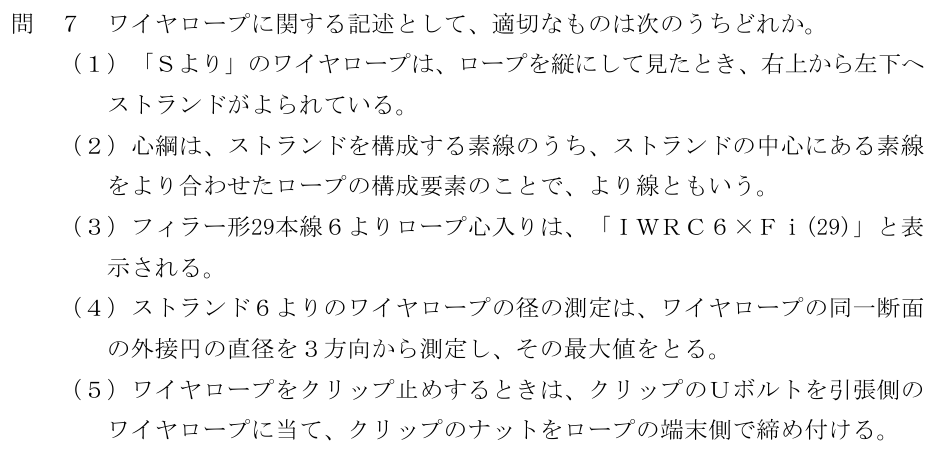 問　７　ワイヤロープに関する記述として、適切なものは次のうちどれか。
（１）「Ｓより」のワイヤロープは、ロープを縦にして見たとき、右上から左下へ
ストランドがよられている。
（２）心綱は、ストランドを構成する素線のうち、ストランドの中心にある素線
をより合わせたロープの構成要素のことで、より線ともいう。
（３）フィラー形29本線６よりロープ心入りは、「ＩＷＲＣ６×Ｆｉ(29)」と表
示される。
（４）ストランド６よりのワイヤロープの径の測定は、ワイヤロープの同一断面
の外接円の直径を３方向から測定し、その最大値をとる。
（５）ワイヤロープをクリップ止めするときは、クリップのＵボルトを引張側の
ワイヤロープに当て、クリップのナットをロープの端末側で締め付ける。